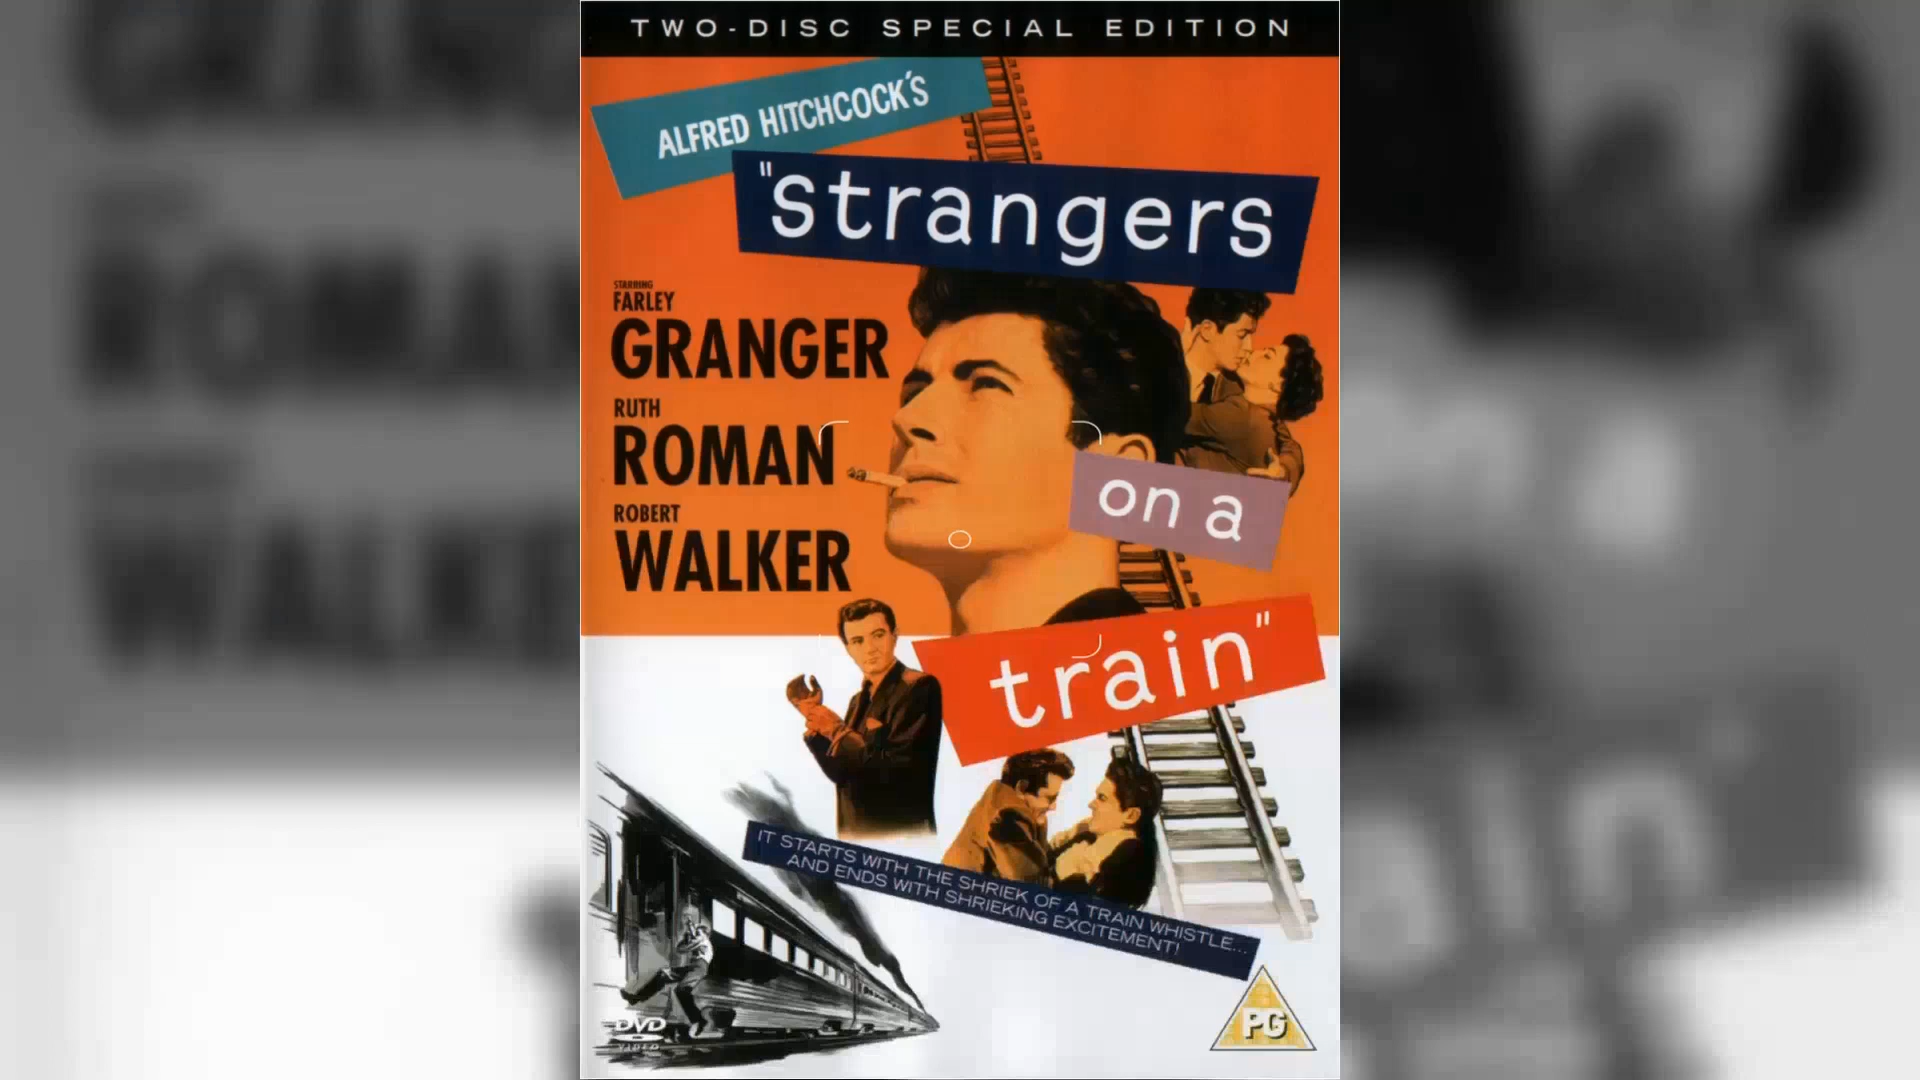 TWO-DISC SPECIAL EDITION
ALFRED HITCHCOCK'S
"strangers
STARRING
FARLEY
GRANGER
RUTH
ROMAN
on a
ROBERT
WALKER
train"
IT STARTS WITH THE SHRIEK OF A TRAIN WHISTLE...
AND ENDS WITH SHRIEKING EXCITEMENT!
DVD
VIDEO
PG